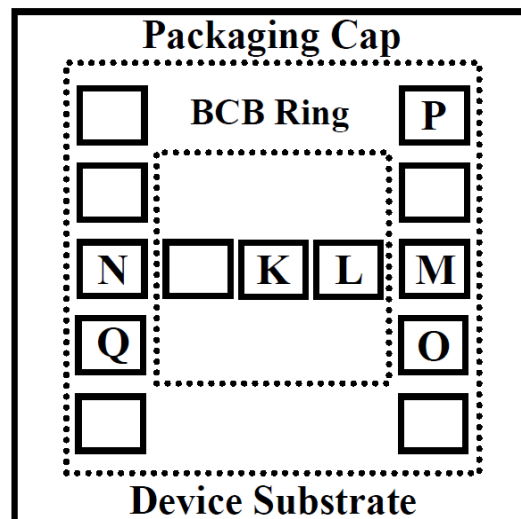 Packaging Cap
BCB Ring
P
N
K
L
M
Q
O
Device Substrate